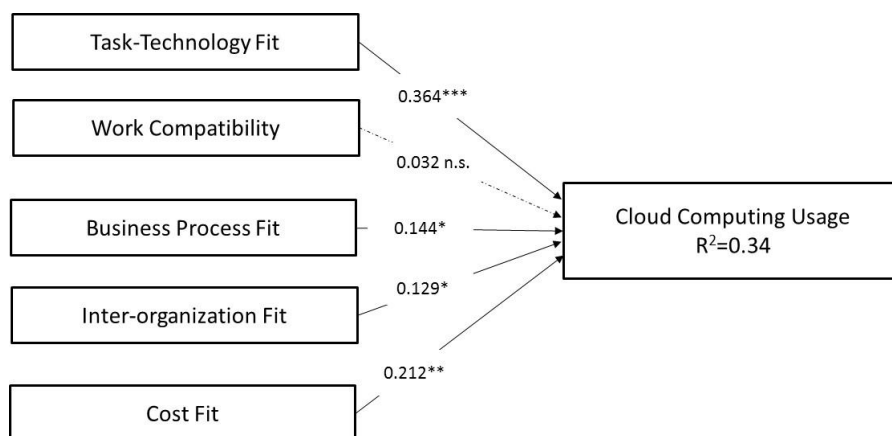 Task-Technology Fit
0.364***
Work Compatibility
0.032 n.s.
Business Process Fit
0.144*
Inter-organization Fit
0.129*
Cost Fit
0.212**
Cloud Computing Usage
R²=0.34